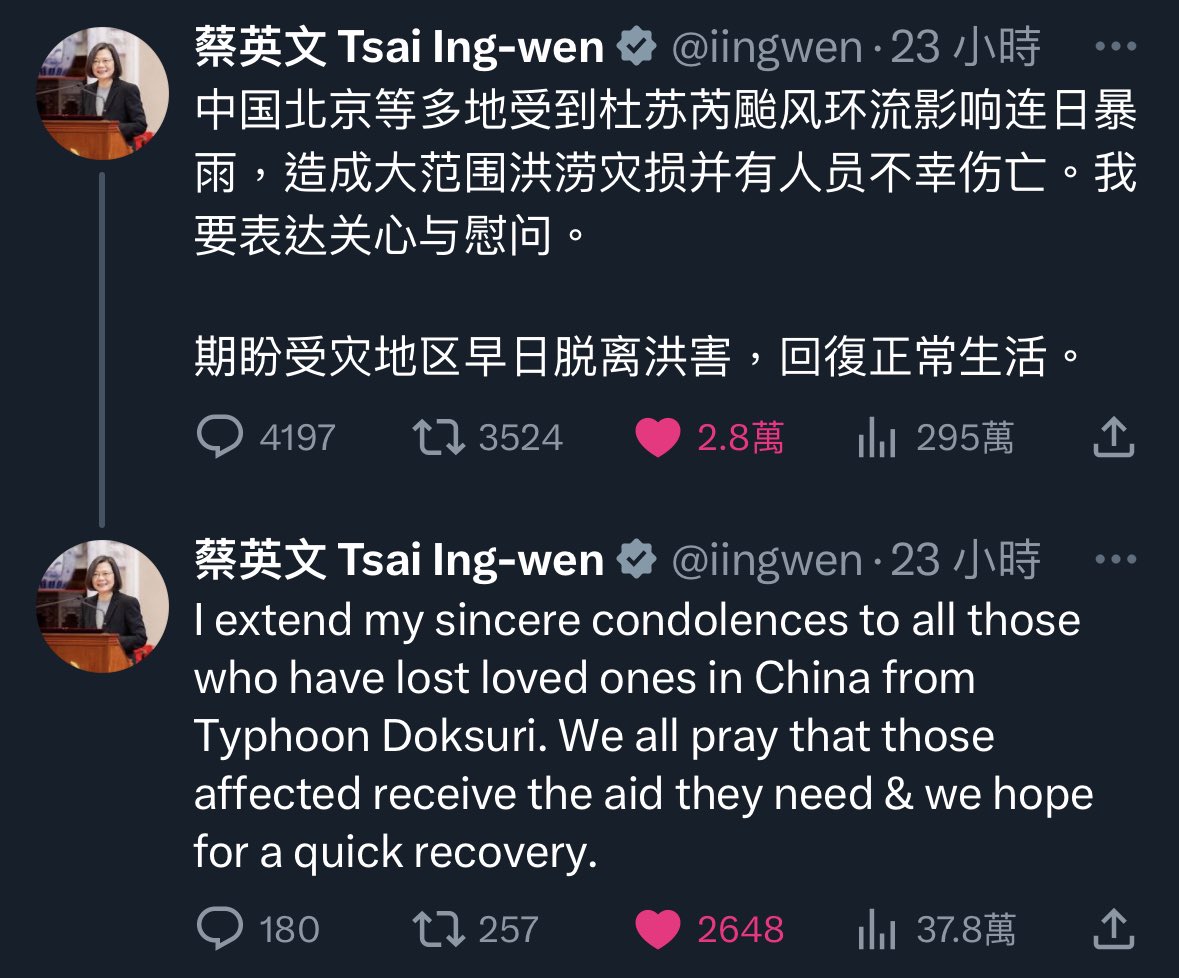 蔡英文 Tsai Ing-wen @iingwen·23 小時
中国北京等多地受到杜苏芮颱风环流影响连日暴
雨，造成大范围洪涝灾损并有人员不幸伤亡。我
要表达关心与慰问。
期盼受灾地区早日脱离洪害，回復正常生活。
4197 3524 2.8萬 295萬
蔡英文 Tsai Ing-wen @iingwen·23 小時
I extend my sincere condolences to all those
who have lost loved ones in China from
Typhoon Doksuri. We all pray that those
affected receive the aid they need & we hope
for a quick recovery.
180 257 2648 37.8萬